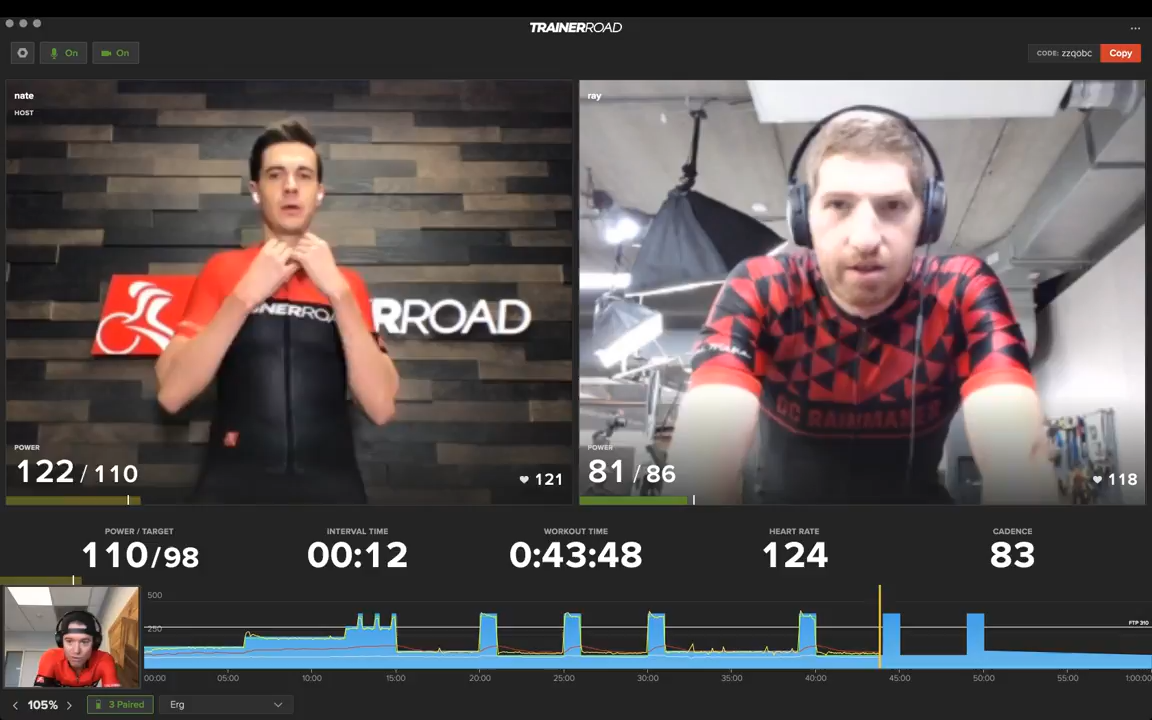 TRAINERROAD
On
On
CODE: zzqobc
Copy
nate
HOST
ray
NERROA
RROAD
DC RAINMAKER
POWER
122 / 110
121
POWER
81 / 86
118
POWER / TARGET
INTERVAL TIME
WORKOUT TIME
HEART RATE
CADENCE
110/98
00:12
0:43:48
124
83
500
250
FTP 310
00:00
05:00
10:00
15:00
20:00
25:00
30:00
35:00
40:00
45:00
50:00
55:00
1:00:00
105%
3 Paired
Erg